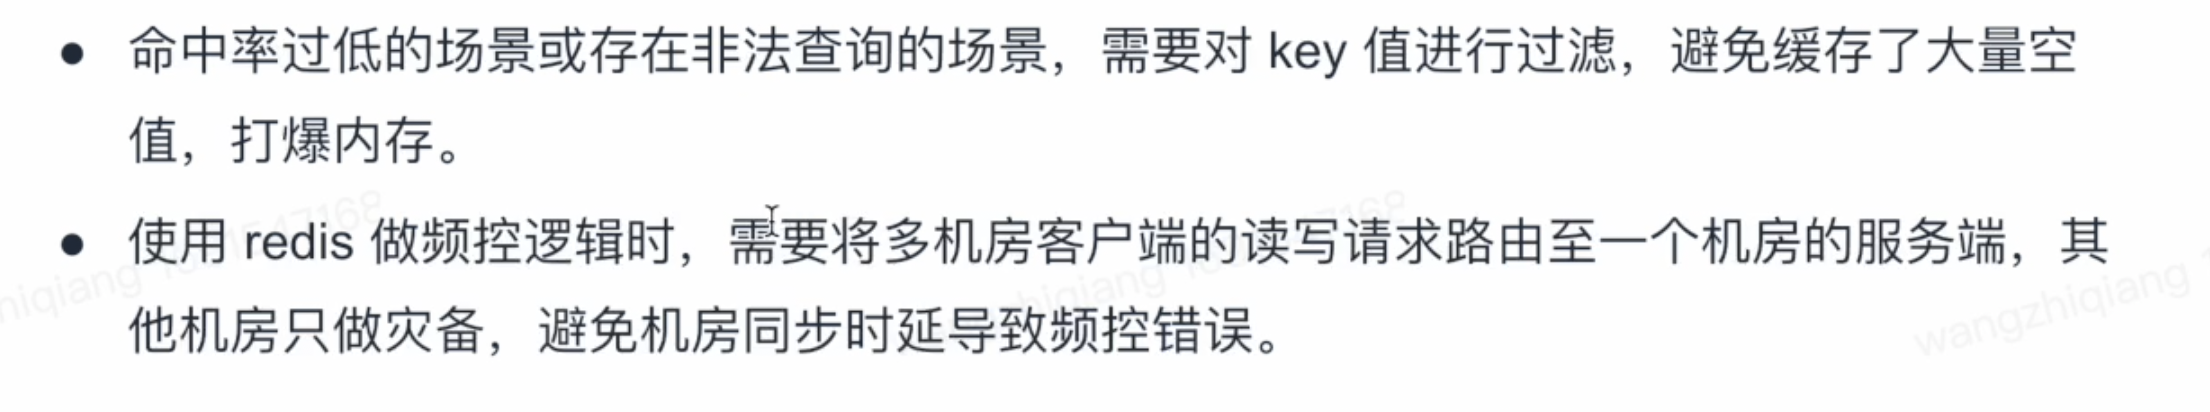 ● 命中率过低的场景或存在非法查询的场景，需要对 key 值进行过滤，避免缓存了大量空
值，打爆内存。
● 使用 redis 做频控逻辑时，需要将多机房客户端的读写请求路由至一个机房的服务端，其
他机房只做灾备，避免机房同步时延导致频控错误。
wangzhiqiang